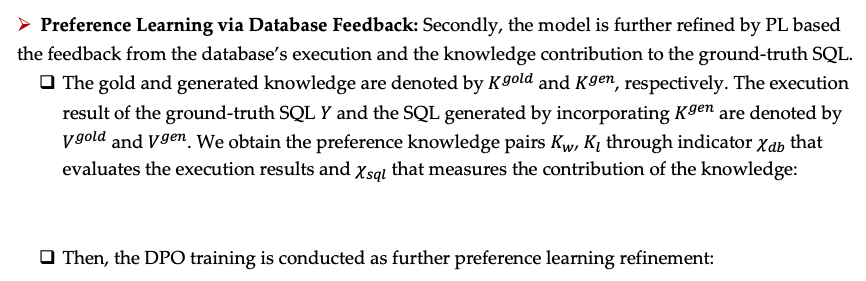 ➢ Preference Learning via Database Feedback: Secondly, the model is further refined by PL based
the feedback from the database's execution and the knowledge contribution to the ground-truth SQL.
❑ The gold and generated knowledge are denoted by K^{gold} and K^{gen}, respectively. The execution
result of the ground-truth SQL Y and the SQL generated by incorporating K^{gen} are denoted by
V^{gold} and V^{gen}. We obtain the preference knowledge pairs K_w, K_l through indicator χ_{db} that
evaluates the execution results and χ_{sql} that measures the contribution of the knowledge:
❑ Then, the DPO training is conducted as further preference learning refinement: